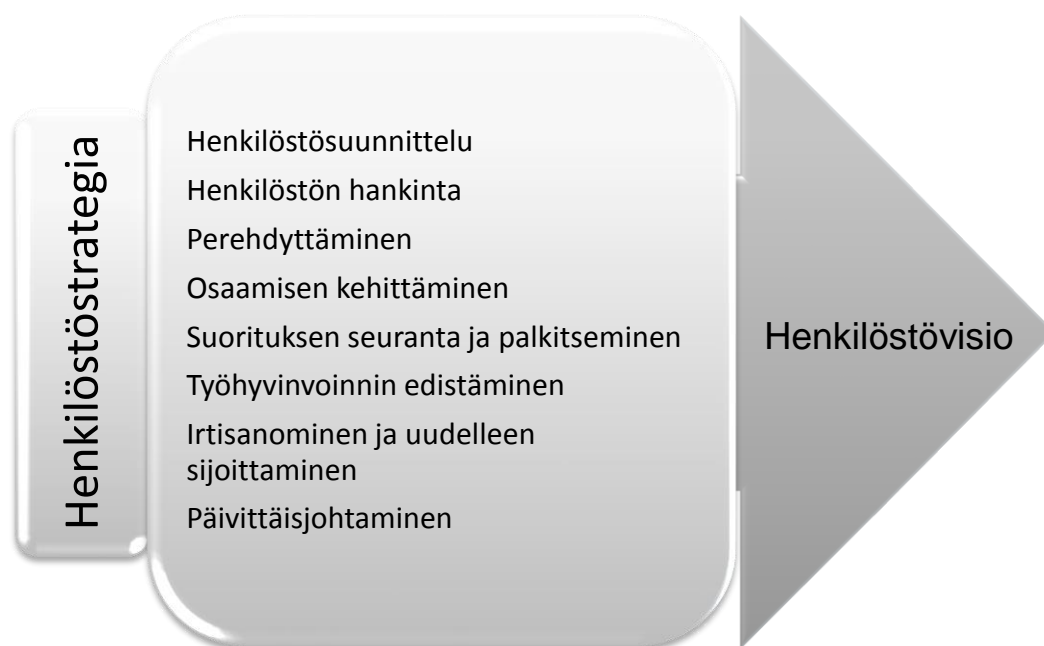 Henkilöstöstrategia
Henkilöstösuunnittelu
Henkilöstön hankinta
Perehdyttäminen
Osaamisen kehittäminen
Suorituksen seuranta ja palkitseminen
Työhyvinvoinnin edistäminen
Irtisanominen ja uudelleen
sijoittaminen
Päivittäisjohtaminen
Henkilöstövisio